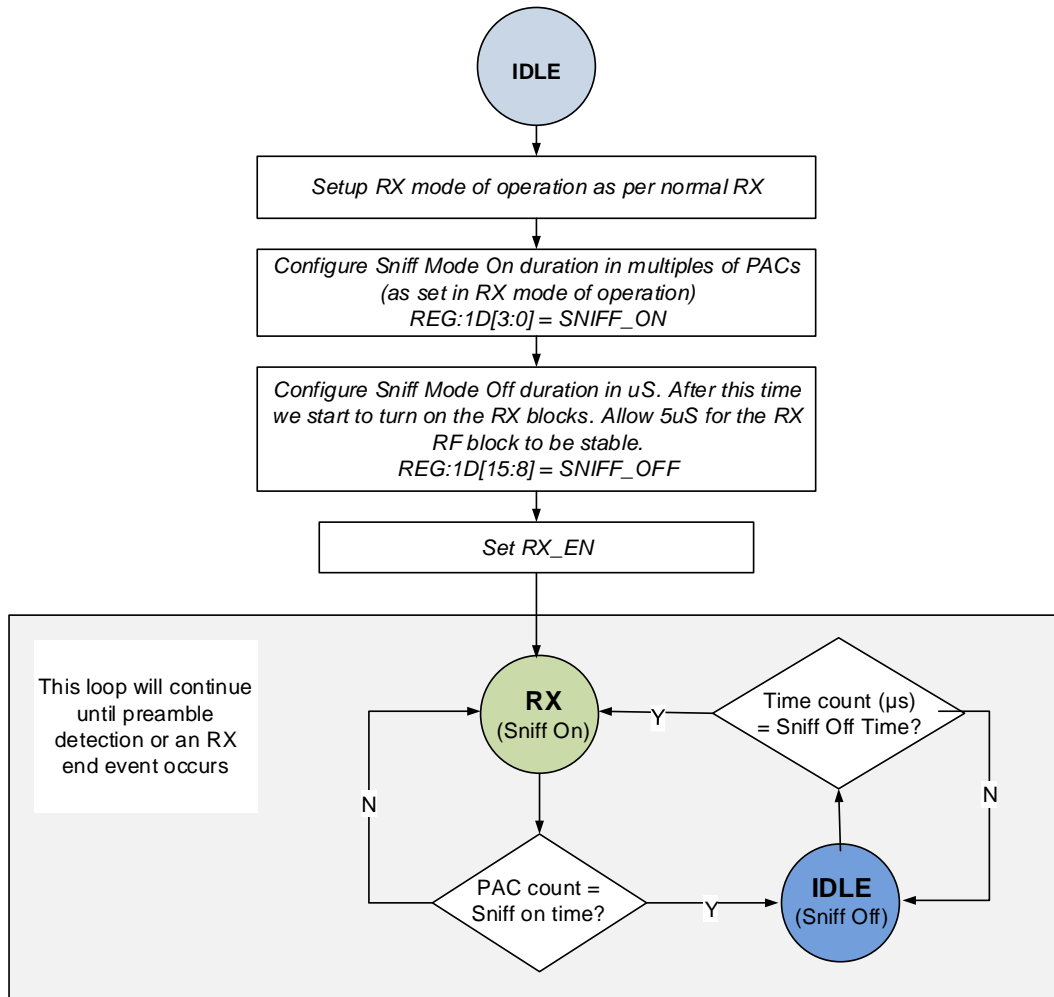 IDLE
Setup RX mode of operation as per normal RX
Configure Sniff Mode On duration in multiples of PACs
(as set in RX mode of operation)
REG:1D[3:0] = SNIFF_ON
Configure Sniff Mode Off duration in uS. After this time
we start to turn on the RX blocks. Allow 5uS for the RX
RF block to be stable.
REG:1D[15:8] = SNIFF_OFF
Set RX_EN
This loop will continue
until preamble
detection or an RX
end event occurs
RX
(Sniff On)
Y
Time count (µs)
= Sniff Off Time?
N
N
PAC count =
Sniff on time?
Y
IDLE
(Sniff Off)